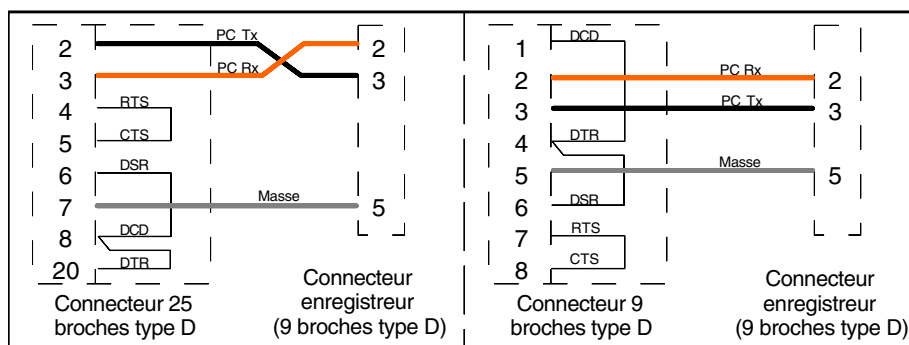 2 PC Tx 2
3 PC Rx 3
4 RTS
5 CTS
6 DSR
7 Masse 5
8 DCD
20 DTR
Connecteur 25
broches type D
Connecteur
enregistreur
(9 broches type D)
1 DCD
2 PC Rx 2
3 PC Tx 3
4 DTR
5 Masse 5
6 DSR
7 RTS
8 CTS
Connecteur 9
broches type D
Connecteur
enregistreur
(9 broches type D)